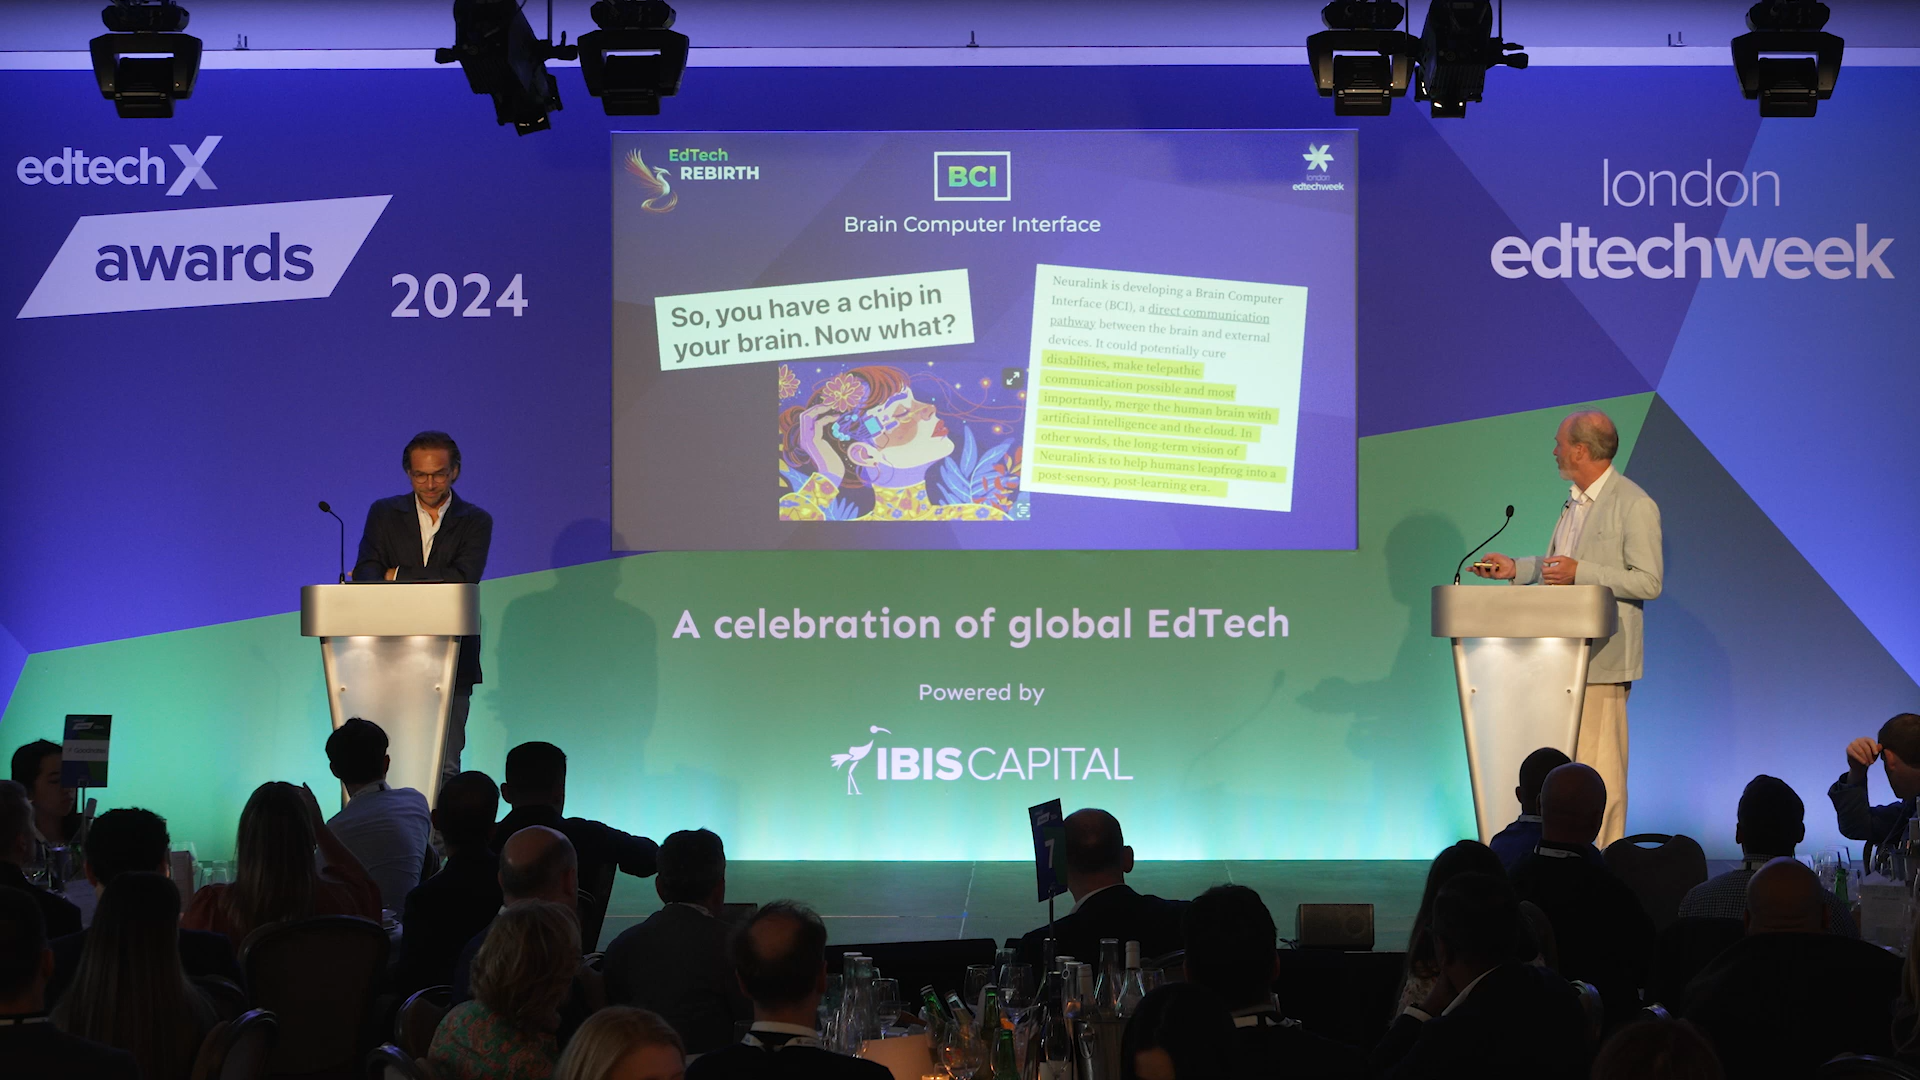 edtechX
awards
2024
EdTech
REBIRTH
BCI
Brain Computer Interface
london
edtechweek
So, you have a chip in
your brain. Now what?
Neuralink is developing a Brain Computer
Interface (BCI), a direct communication
pathway between the brain and external
devices. It could potentially cure
disabilities, make telepathic
communication possible and most
importantly, merge the human brain with
artificial intelligence and the cloud. In
other words, the long-term vision of
Neuralink is to help humans leapfrog into a
post-sensory, post-learning era.
london
edtechweek
A celebration of global EdTech
Powered by
IBIS CAPITAL
7